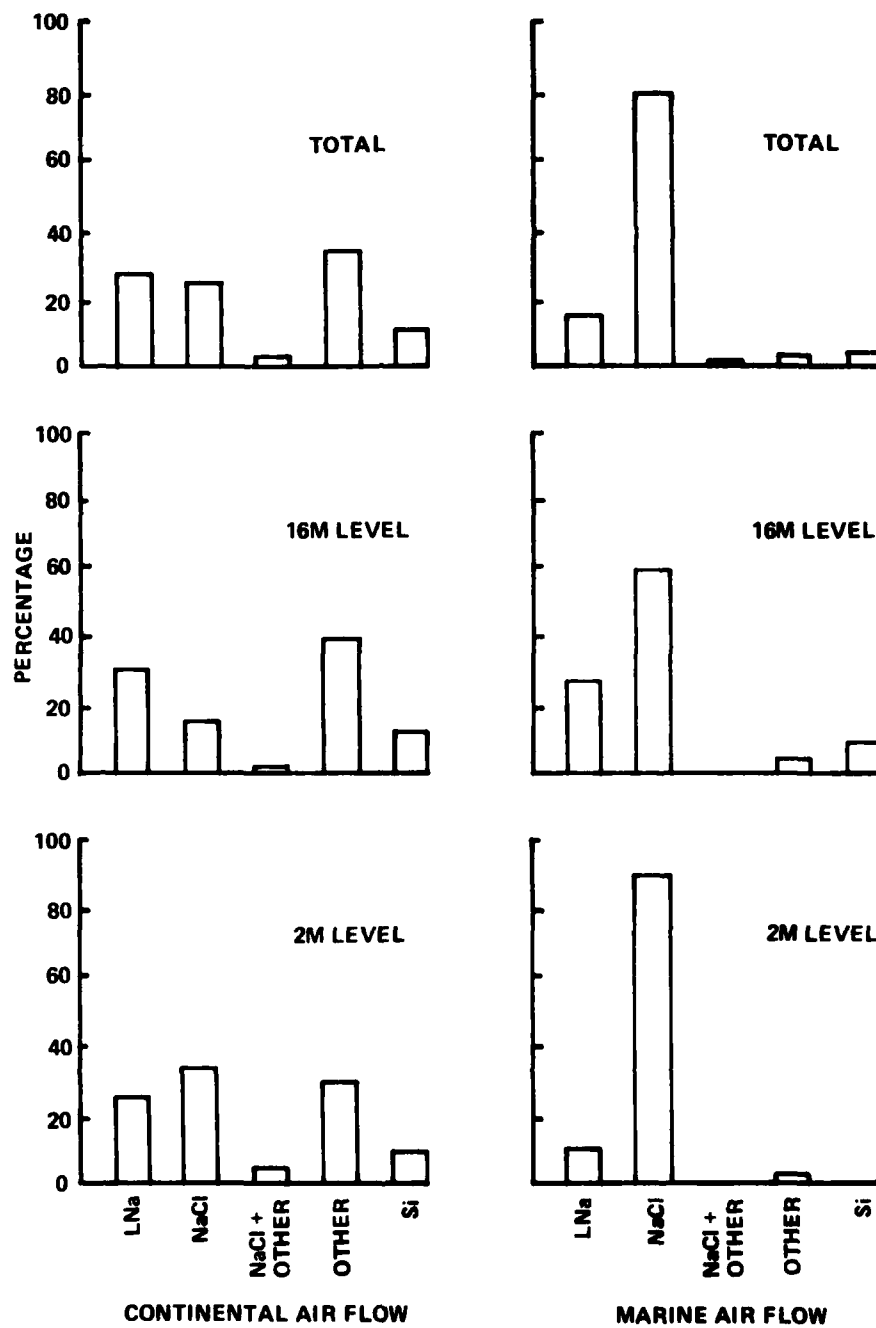 100
80
60
40
20
0
TOTAL
TOTAL
PERCENTAGE
100
80
60
40
20
0
16M LEVEL
16M LEVEL
100
80
60
40
20
0
2M LEVEL
2M LEVEL
LNa
NaCl
NaCl +
OTHER
OTHER
Si
LNa
NaCl
NaCl +
OTHER
OTHER
Si
CONTINENTAL AIR FLOW
MARINE AIR FLOW